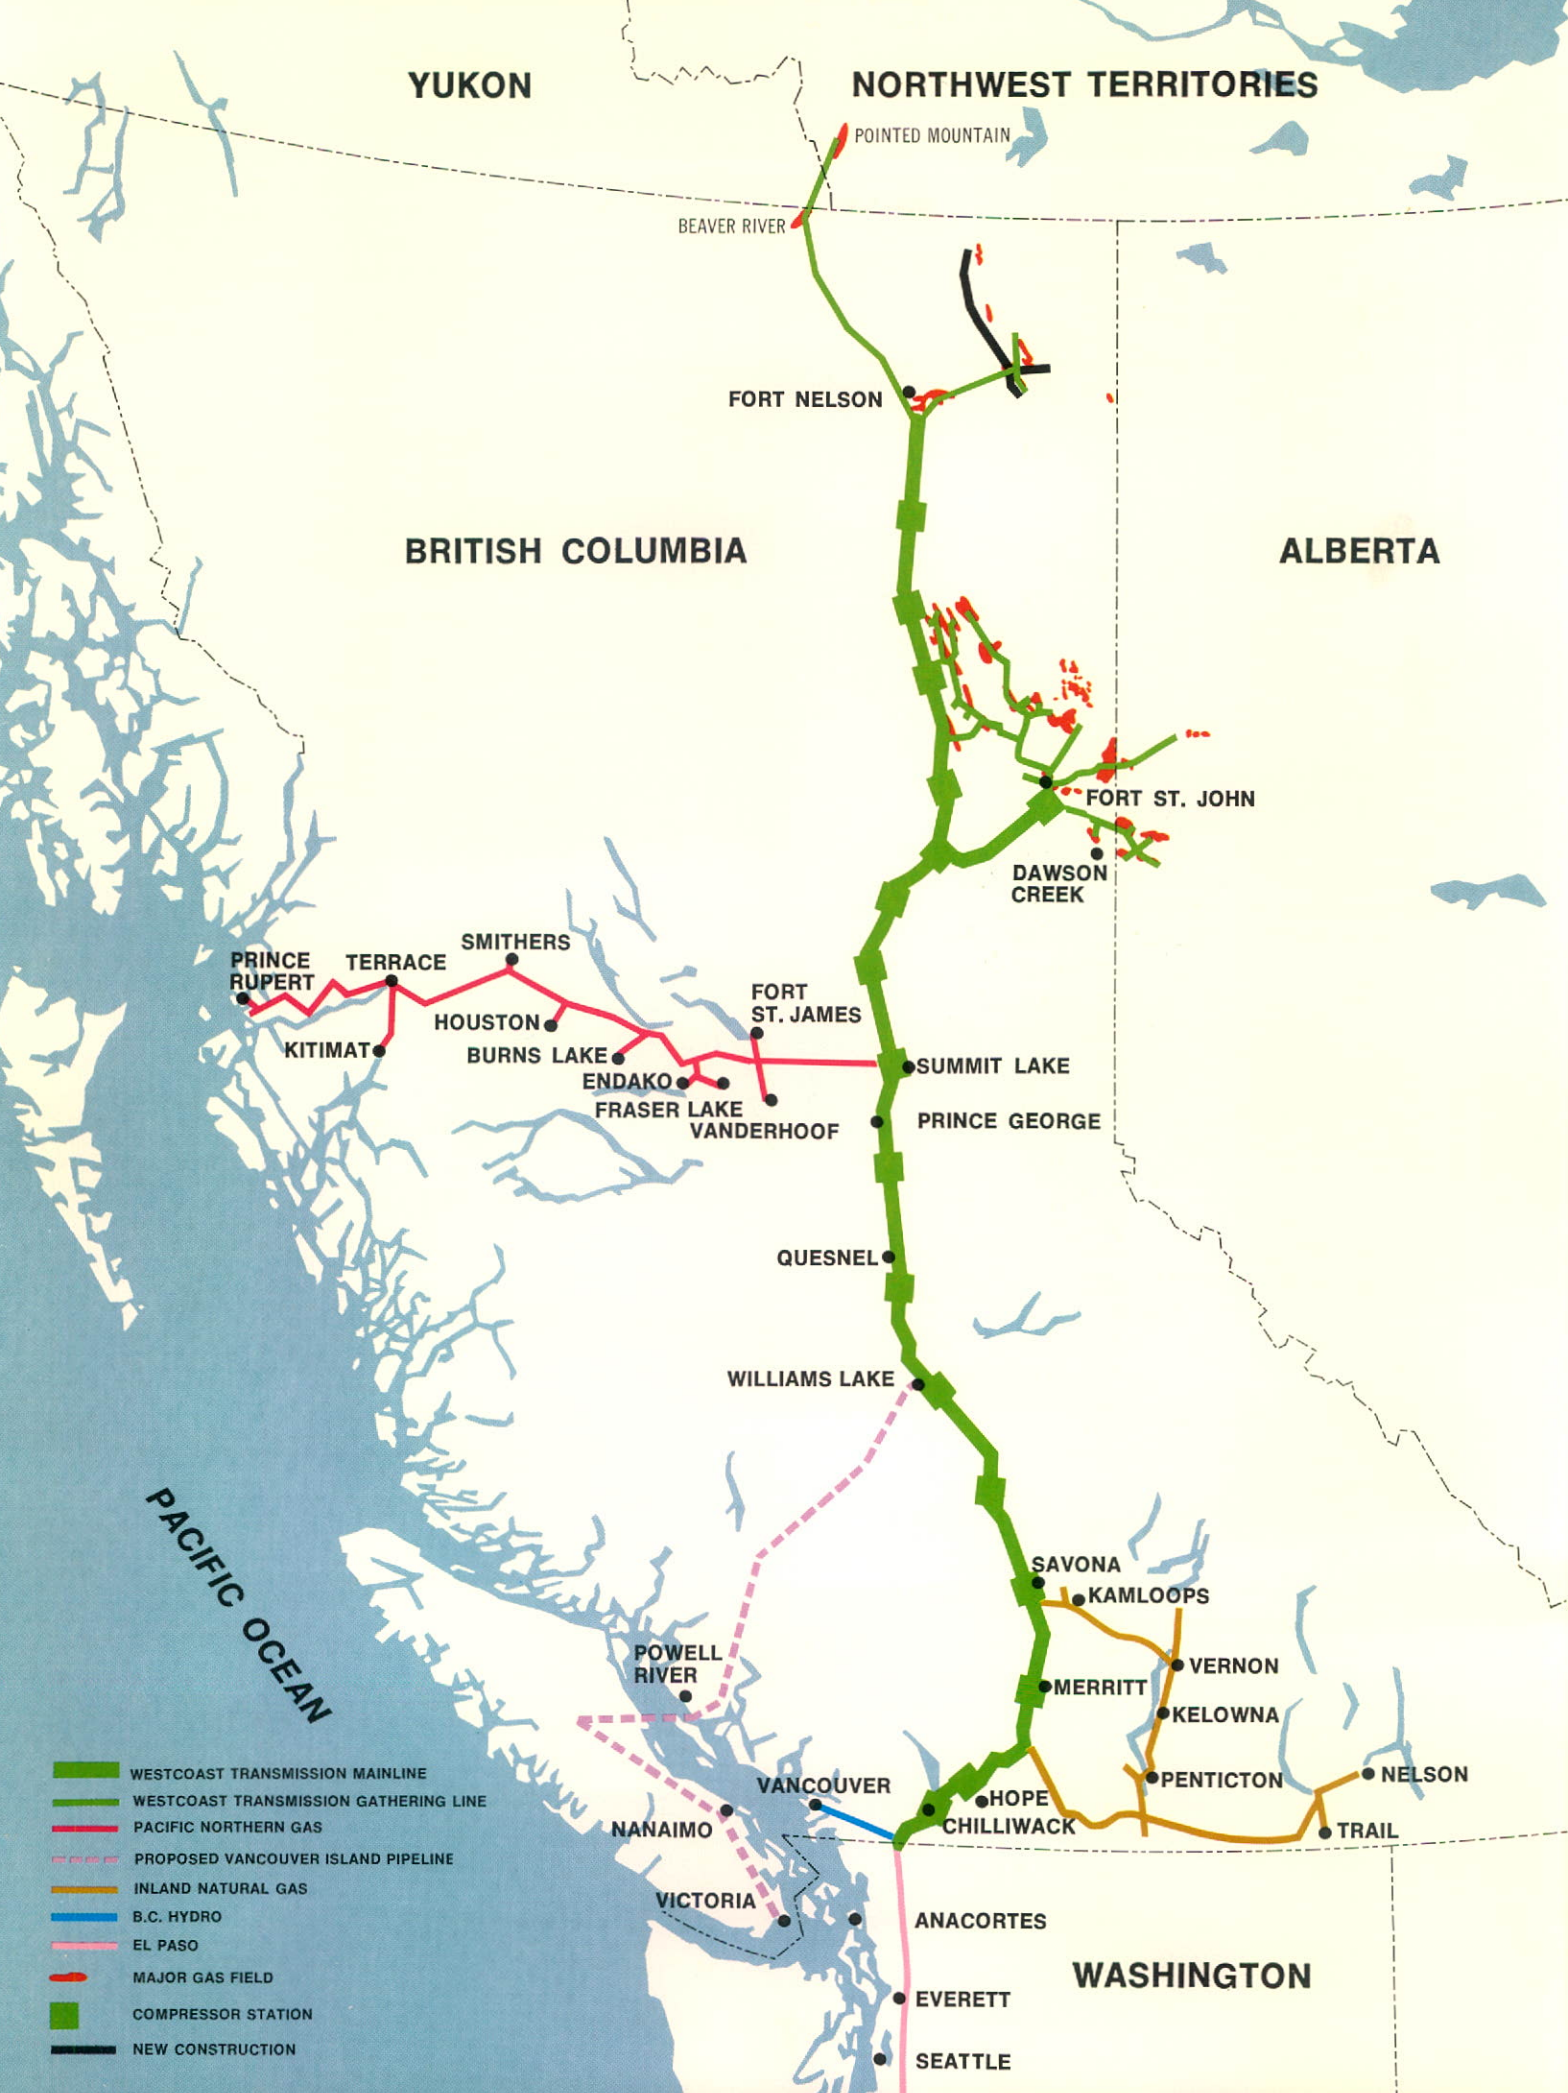 YUKON
NORTHWEST TERRITORIES
POINTED MOUNTAIN
BEAVER RIVER
FORT NELSON
BRITISH COLUMBIA
ALBERTA
FORT ST. JOHN
DAWSON
CREEK
SMITHERS
PRINCE
RUPERT
TERRACE
FORT
ST. JAMES
HOUSTON
KITIMAT
BURNS LAKE
SUMMIT LAKE
ENDAKO
FRASER LAKE
VANDERHOOF
PRINCE GEORGE
QUESNEL
WILLIAMS LAKE
PACIFIC OCEAN
SAVONA
KAMLOOPS
POWELL
RIVER
VERNON
MERRITT
KELOWNA
VANCOUVER
PENTICTON
NELSON
HOPE
CHILLIWACK
NANAIMO
TRAIL
VICTORIA
ANACORTES
WASHINGTON
EVERETT
SEATTLE
WESTCOAST TRANSMISSION MAINLINE
WESTCOAST TRANSMISSION GATHERING LINE
PACIFIC NORTHERN GAS
PROPOSED VANCOUVER ISLAND PIPELINE
INLAND NATURAL GAS
B.C. HYDRO
EL PASO
MAJOR GAS FIELD
COMPRESSOR STATION
NEW CONSTRUCTION